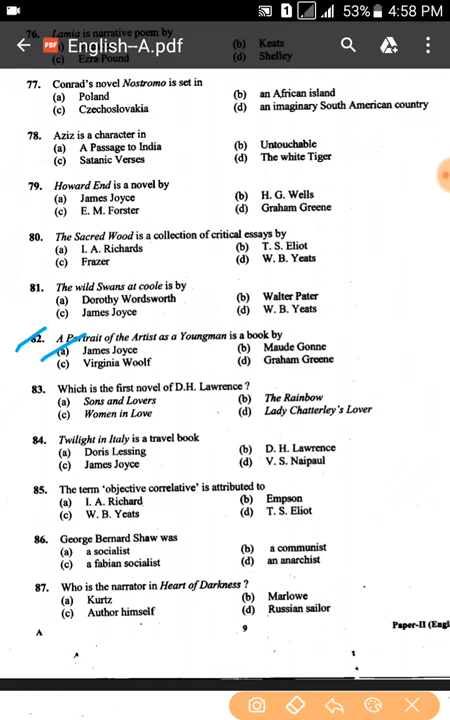 1 53% 4:58 PM
76. Lamia is narrative poem by
(b) Keats
English--A.pdf
(c) Ezra Pound (d) Shelley
77. Conrad's novel Nostromo is set in
(a) Poland (b) an African island
(c) Czechoslovakia (d) an imaginary South American country
78. Aziz is a character in
(a) A Passage to India (b) Untouchable
(c) Satanic Verses (d) The white Tiger
79. Howard End is a novel by
(a) James Joyce (b) H. G. Wells
(c) E. M. Forster (d) Graham Greene
80. The Sacred Wood is a collection of critical essays by
(a) I. A. Richards (b) T. S. Eliot
(c) Frazer (d) W. B. Yeats
81. The wild Swans at coole is by
(a) Dorothy Wordsworth (b) Walter Pater
(c) James Joyce (d) W. B. Yeats
82. A Portrait of the Artist as a Youngman is a book by
(a) James Joyce (b) Maude Gonne
(c) Virginia Woolf (d) Graham Greene
83. Which is the first novel of D.H. Lawrence ?
(a) Sons and Lovers (b) The Rainbow
(c) Women in Love (d) Lady Chatterley's Lover
84. Twilight in Italy is a travel book
(a) Doris Lessing (b) D. H. Lawrence
(c) James Joyce (d) V. S. Naipaul
85. The term 'objective correlative' is attributed to
(a) I. A. Richard (b) Empson
(c) W. B. Yeats (d) T. S. Eliot
86. George Bernard Shaw was
(a) a socialist (b) a communist
(c) a fabian socialist (d) an anarchist
87. Who is the narrator in Heart of Darkness ?
(a) Kurtz (b) Marlowe
(c) Author himself (d) Russian sailor
A 9 Paper-II (Engl